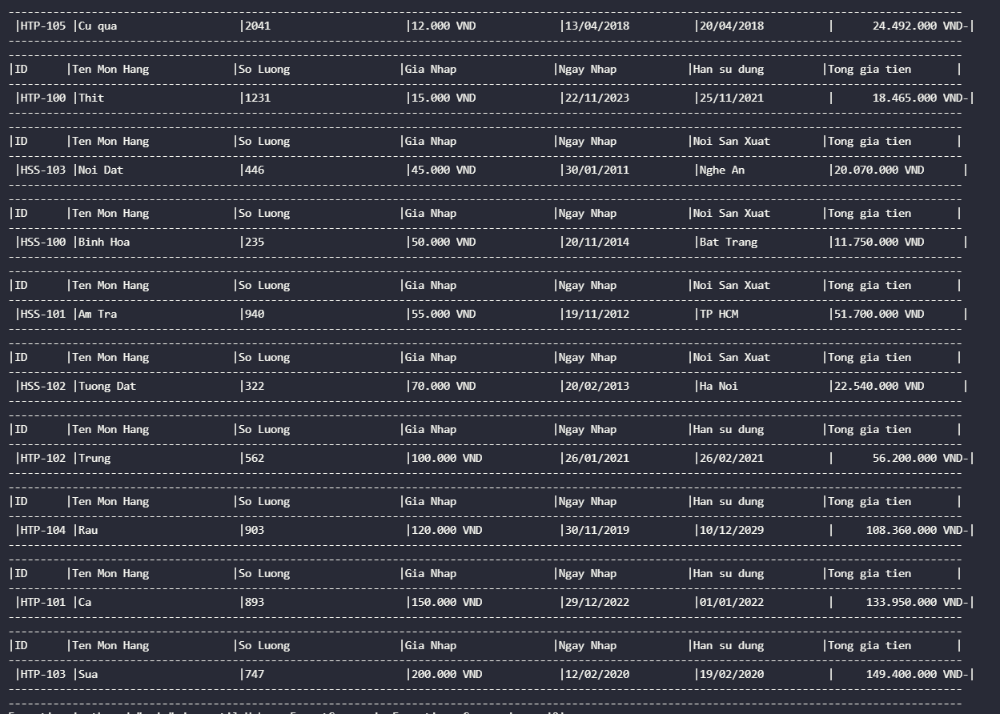 |HTP-105 |Cu qua |2041 |12.000 VND |13/04/2018 |20/04/2018 | 24.492.000 VND-|
|ID |Ten Mon Hang |So Luong |Gia Nhap |Ngay Nhap |Han su dung |Tong gia tien |
|HTP-100 |Thit |1231 |15.000 VND |22/11/2023 |25/11/2021 | 18.465.000 VND-|
|ID |Ten Mon Hang |So Luong |Gia Nhap |Ngay Nhap |Noi San Xuat |Tong gia tien |
|HSS-103 |Noi Dat |446 |45.000 VND |30/01/2011 |Nghe An |20.070.000 VND |
|ID |Ten Mon Hang |So Luong |Gia Nhap |Ngay Nhap |Noi San Xuat |Tong gia tien |
|HSS-100 |Binh Hoa |235 |50.000 VND |20/11/2014 |Bat Trang |11.750.000 VND |
|ID |Ten Mon Hang |So Luong |Gia Nhap |Ngay Nhap |Noi San Xuat |Tong gia tien |
|HSS-101 |Am Tra |940 |55.000 VND |19/11/2012 |TP HCM |51.700.000 VND |
|ID |Ten Mon Hang |So Luong |Gia Nhap |Ngay Nhap |Noi San Xuat |Tong gia tien |
|HSS-102 |Tuong Dat |322 |70.000 VND |20/02/2013 |Ha Noi |22.540.000 VND |
|ID |Ten Mon Hang |So Luong |Gia Nhap |Ngay Nhap |Han su dung |Tong gia tien |
|HTP-102 |Trung |562 |100.000 VND |26/01/2021 |26/02/2021 | 56.200.000 VND-|
|ID |Ten Mon Hang |So Luong |Gia Nhap |Ngay Nhap |Han su dung |Tong gia tien |
|HTP-104 |Rau |903 |120.000 VND |30/11/2019 |10/12/2029 | 108.360.000 VND-|
|ID |Ten Mon Hang |So Luong |Gia Nhap |Ngay Nhap |Han su dung |Tong gia tien |
|HTP-101 |Ca |893 |150.000 VND |29/12/2022 |01/01/2022 | 133.950.000 VND-|
|ID |Ten Mon Hang |So Luong |Gia Nhap |Ngay Nhap |Han su dung |Tong gia tien |
|HTP-103 |Sua |747 |200.000 VND |12/02/2020 |19/02/2020 | 149.400.000 VND-|